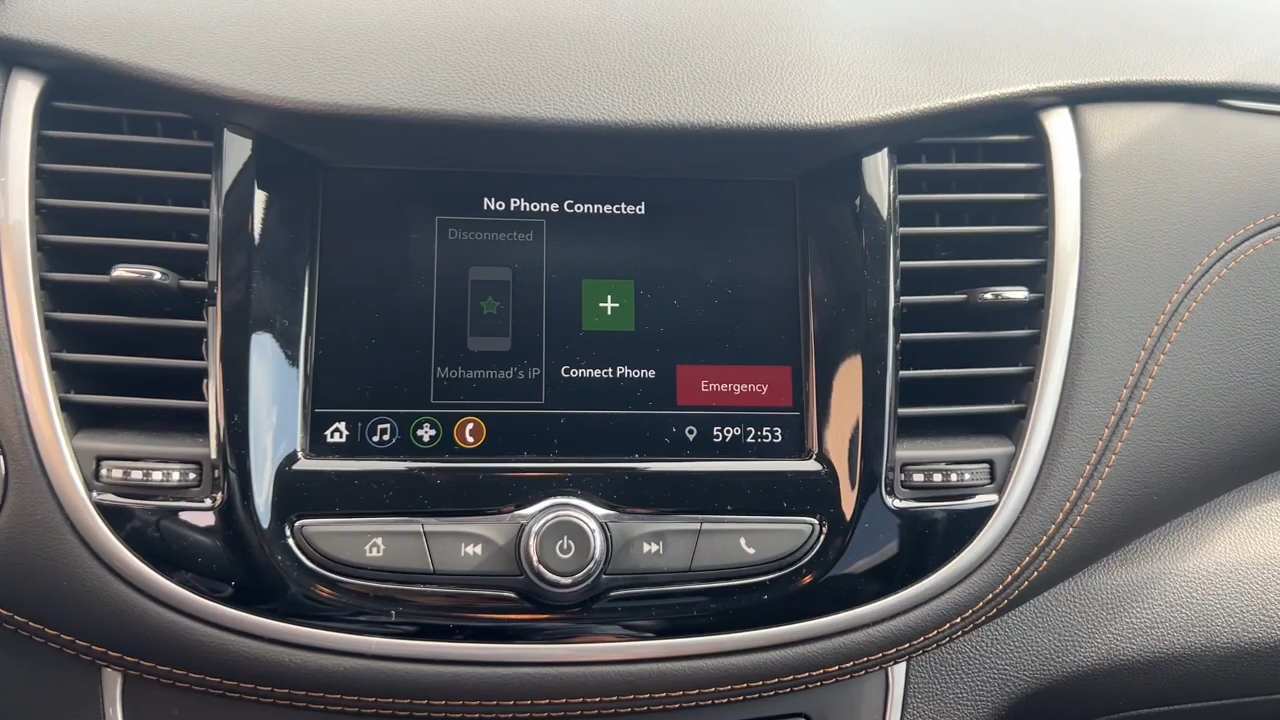 No Phone Connected
Disconnected
Mohammad's iP
Connect Phone
Emergency
59° 2:53